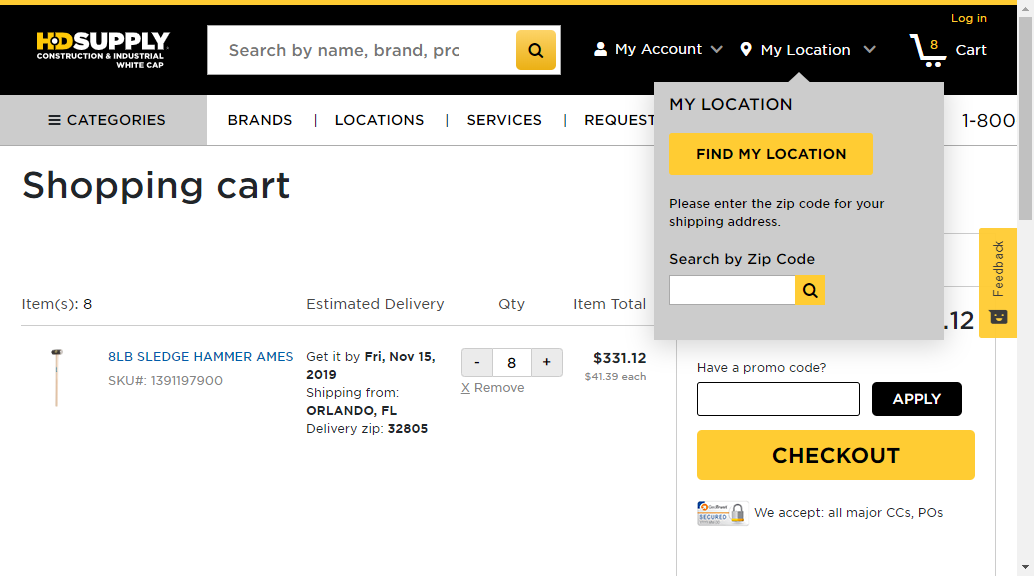 Log in
HDSUPPLY
CONSTRUCTION & INDUSTRIAL
WHITE CAP
Search by name, brand, prc
My Account
My Location
8
Cart
CATEGORIES
BRANDS | LOCATIONS | SERVICES | REQUEST
1-800
MY LOCATION
FIND MY LOCATION
Please enter the zip code for your
shipping address.
Search by Zip Code
Shopping cart
Feedback
Item(s): 8
Estimated Delivery
Qty
Item Total
8LB SLEDGE HAMMER AMES
SKU#: 1391197900
Get it by Fri, Nov 15,
2019
Shipping from:
ORLANDO, FL
Delivery zip: 32805
- 8 +
X Remove
$331.12
$41.39 each
.12
Have a promo code?
APPLY
CHECKOUT
SECURED
We accept: all major CCs, POs